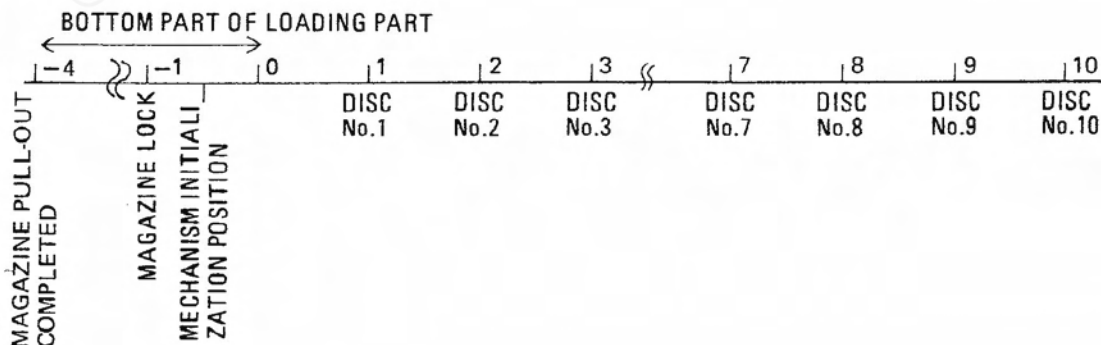 BOTTOM PART OF LOADING PART
-4 -1 0 1 2 3 7 8 9 10
DISC No.1
DISC No.2
DISC No.3
DISC No.7
DISC No.8
DISC No.9
DISC No.10
MAGAZINE PULL-OUT
COMPLETED
MAGAZINE LOCK
MECHANISM INITIALI
ZATION POSITION